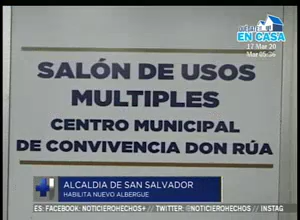 EN CASA
17 Mar 20
SALÓN DE USOS
MULTIPLES
CENTRO MUNICIPAL
DE CONVIVENCIA DON RÚA
ALCALDIA DE SAN SALVADOR
HABILITA NUEVO ALBERGUE
ES: FACEBOOK: NOTICIEROHECHOS+ // TWITTER: @NOTICIEROHECHOS // INSTAG